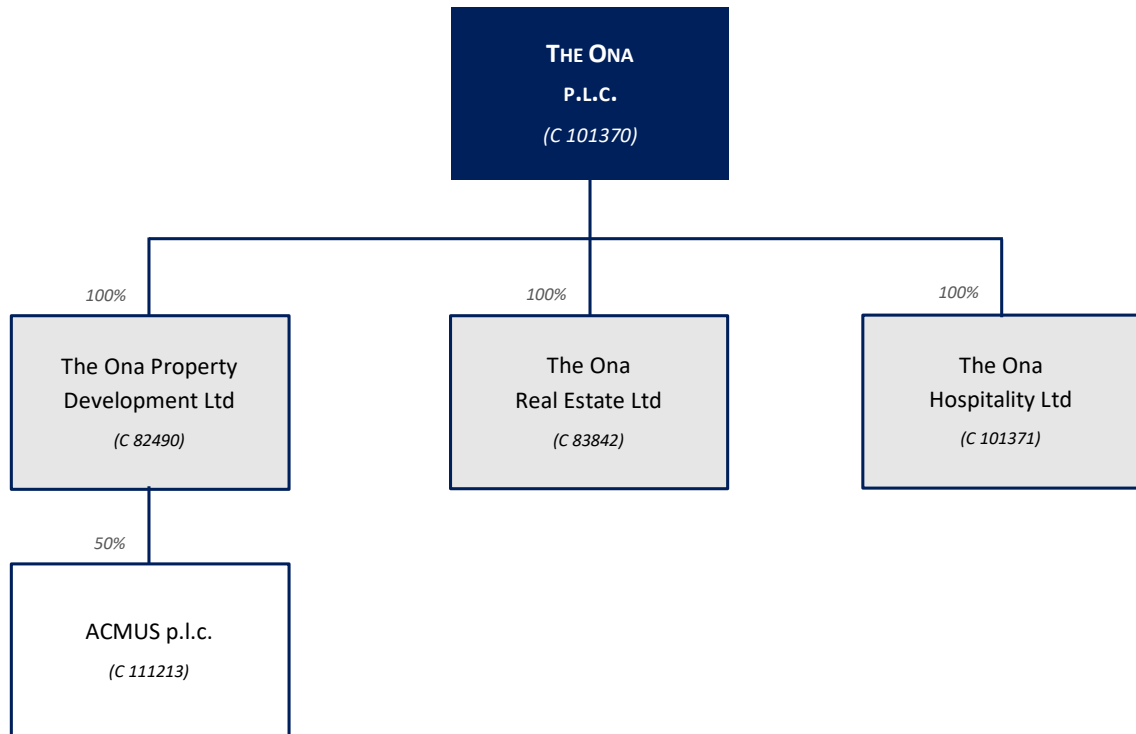 The Ona
p.l.c.
(C 101370)
100%
100%
100%
The Ona Property
Development Ltd
(C 82490)
The Ona
Real Estate Ltd
(C 83842)
The Ona
Hospitality Ltd
(C 101371)
50%
ACMUS p.l.c.
(C 111213)